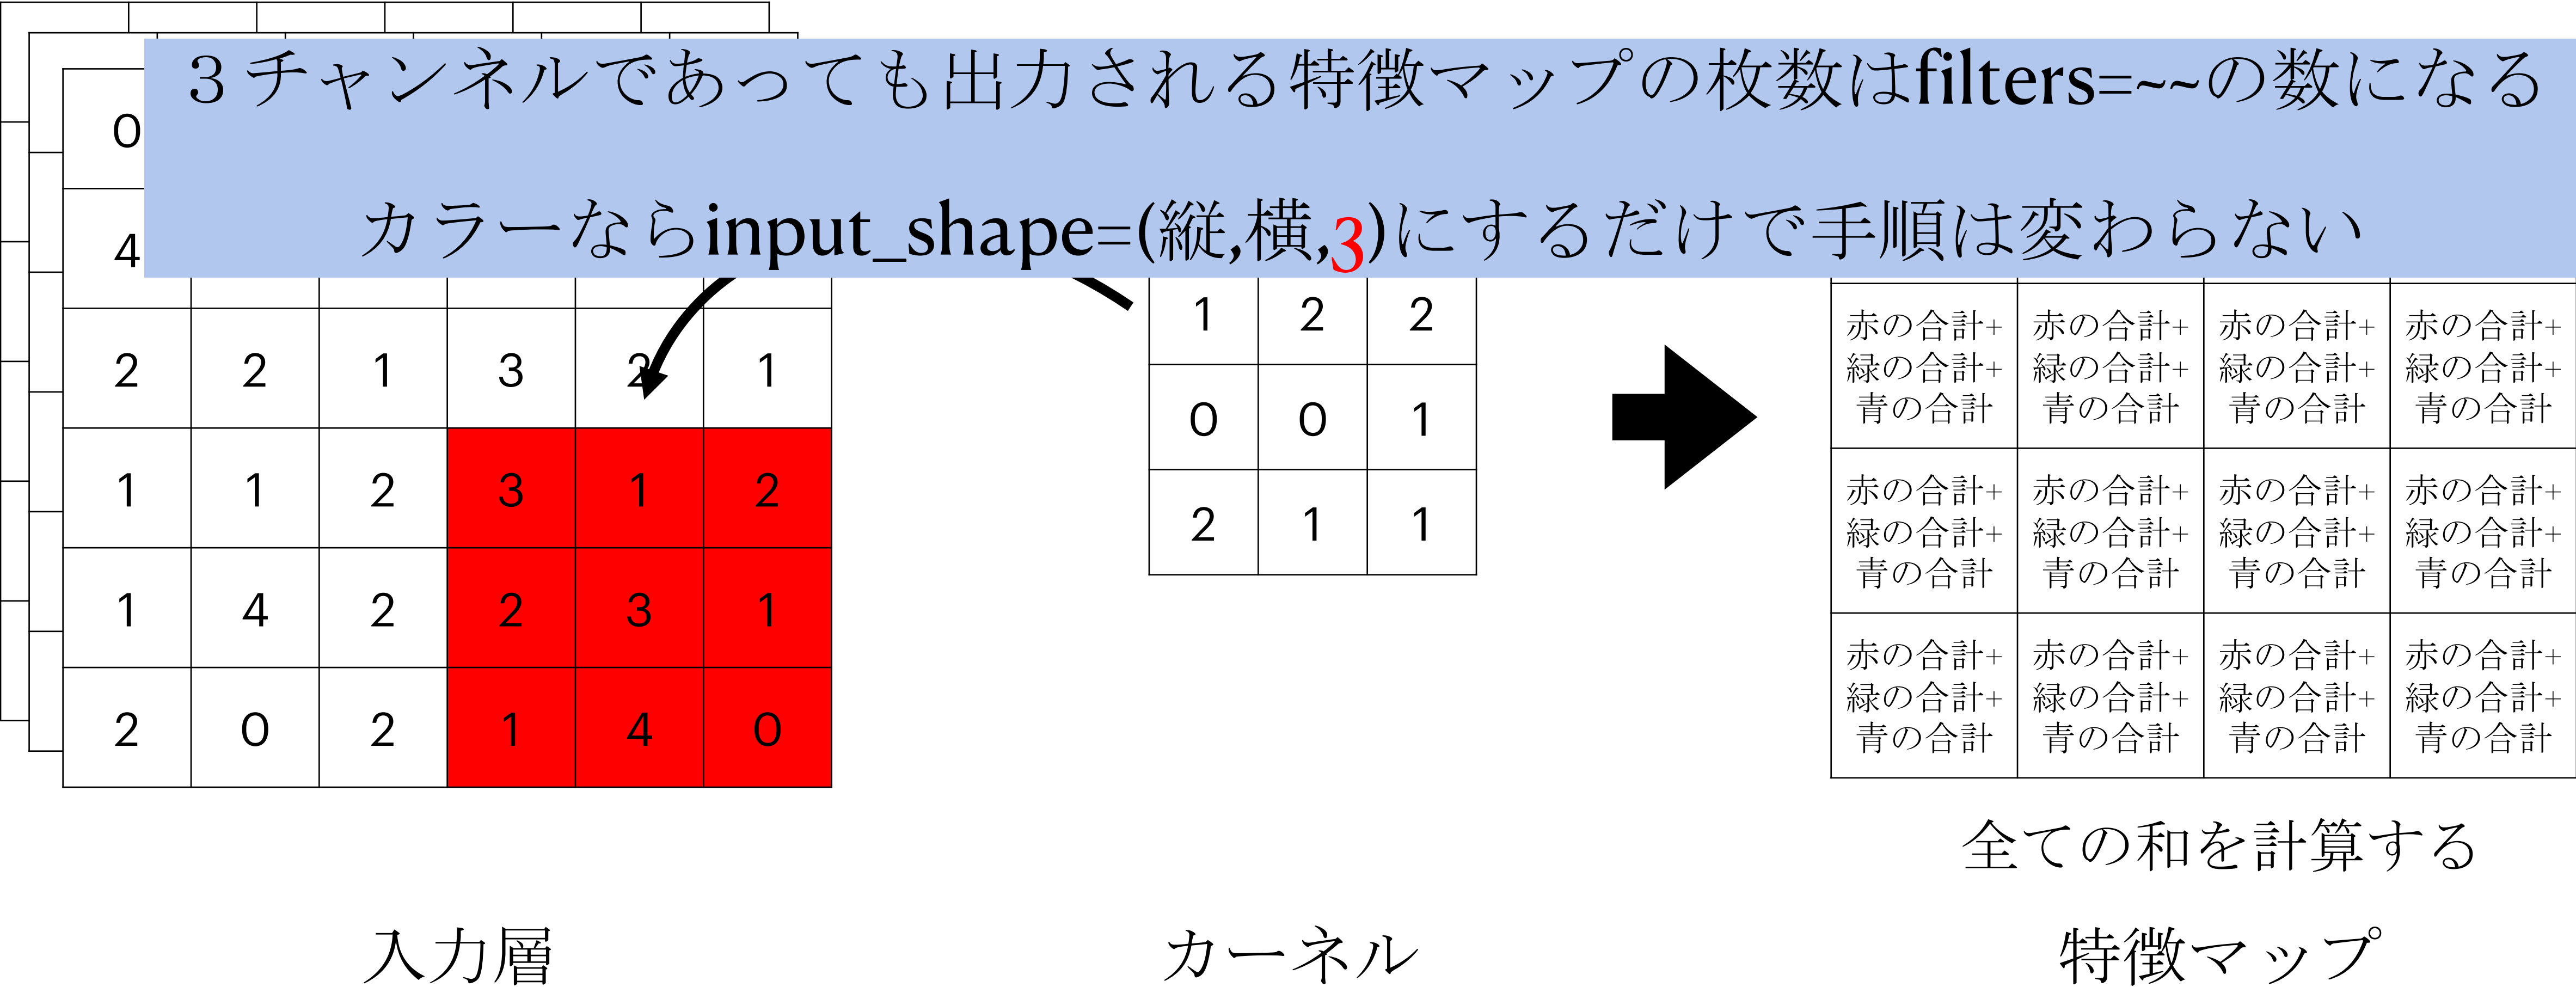 ３チャンネルであっても出力される特徴マップの枚数はfilters=~~の数になる
カラーならinput_shape=(縦,横,3)にするだけで手順は変わらない
0
4
2 2 1 3 2 1
1 1 2 3 1 2
1 4 2 2 3 1
2 0 2 1 4 0
1 2 2
0 0 1
2 1 1
赤の合計+ 赤の合計+ 赤の合計+ 赤の合計+
緑の合計+ 緑の合計+ 緑の合計+ 緑の合計+
青の合計 青の合計 青の合計 青の合計
赤の合計+ 赤の合計+ 赤の合計+ 赤の合計+
緑の合計+ 緑の合計+ 緑の合計+ 緑の合計+
青の合計 青の合計 青の合計 青の合計
赤の合計+ 赤の合計+ 赤の合計+ 赤の合計+
緑の合計+ 緑の合計+ 緑の合計+ 緑の合計+
青の合計 青の合計 青の合計 青の合計
全ての和を計算する
入力層
カーネル
特徴マップ